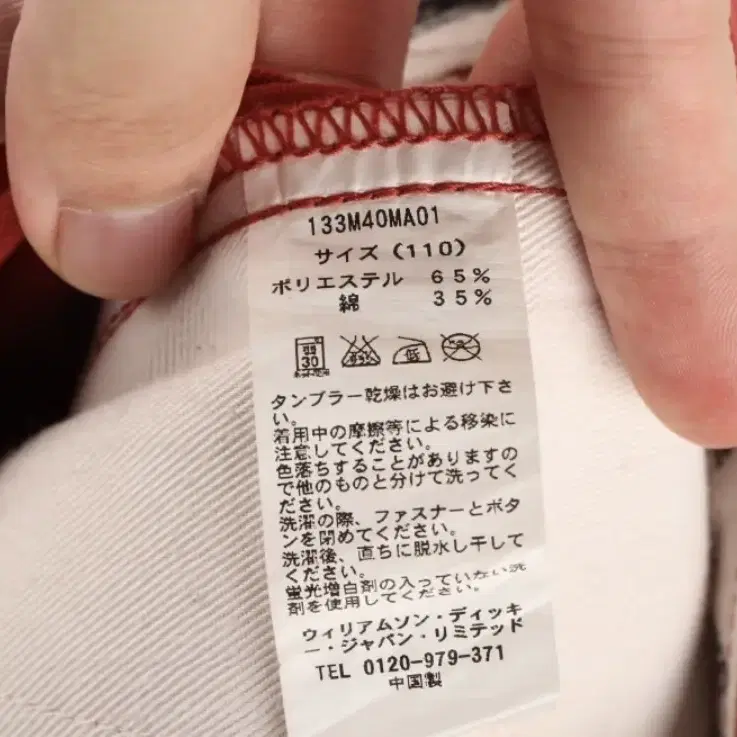 133M40MA01
サイズ(110)
ポリエステル 65%
綿 35%
30
低
タンブラー乾燥はお避け下さ
い。
着用中の摩擦等による移染に
注意してください。
色落ちすることがありますの
で他のものと分けて洗ってく
ださい。
洗濯の際、ファスナーとボタ
ンを閉めてください。
洗濯後、直ちに脱水し干して
ください。
蛍光増白剤の入っていない洗
剤を使用してください。
ウィリアムソン・ディッキ
ー・ジャパン・リミテッド
TEL 0120-979-371
中国製